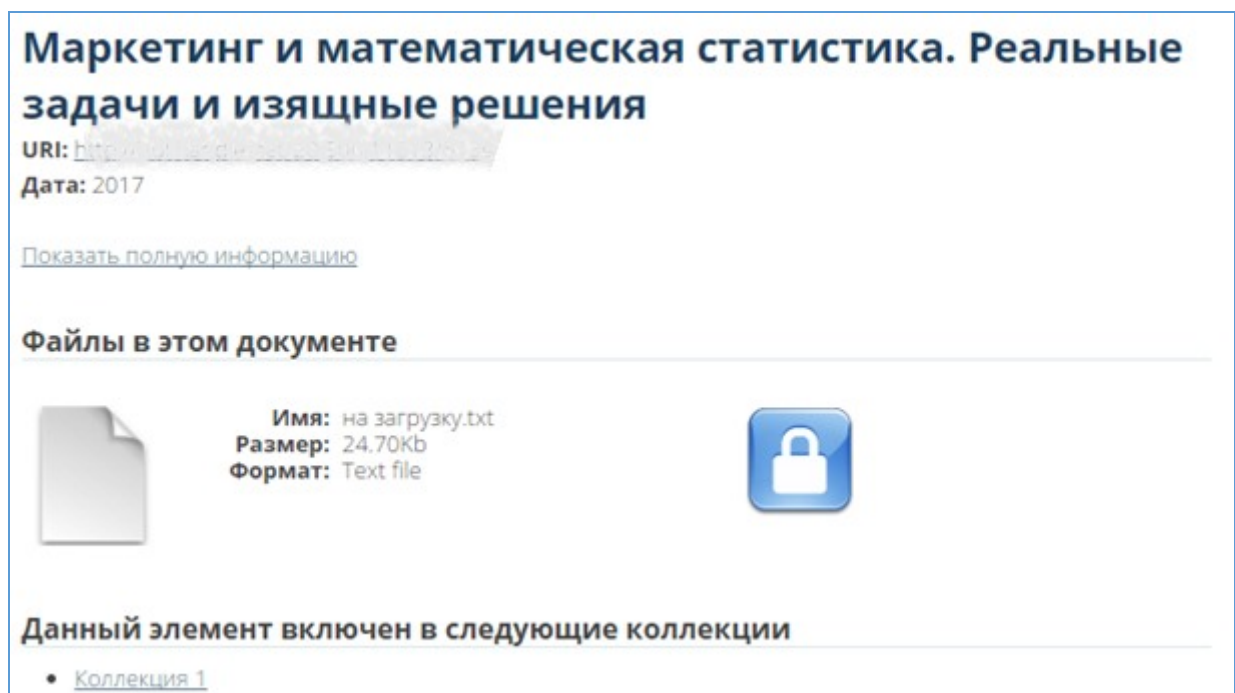 Маркетинг и математическая статистика. Реальные
задачи и изящные решения
URI:
Дата: 2017
Показать полную информацию
Файлы в этом документе
Имя: на загрузку.txt
Размер: 24.70Kb
Формат: Text file
Данный элемент включен в следующие коллекции
• Коллекция 1